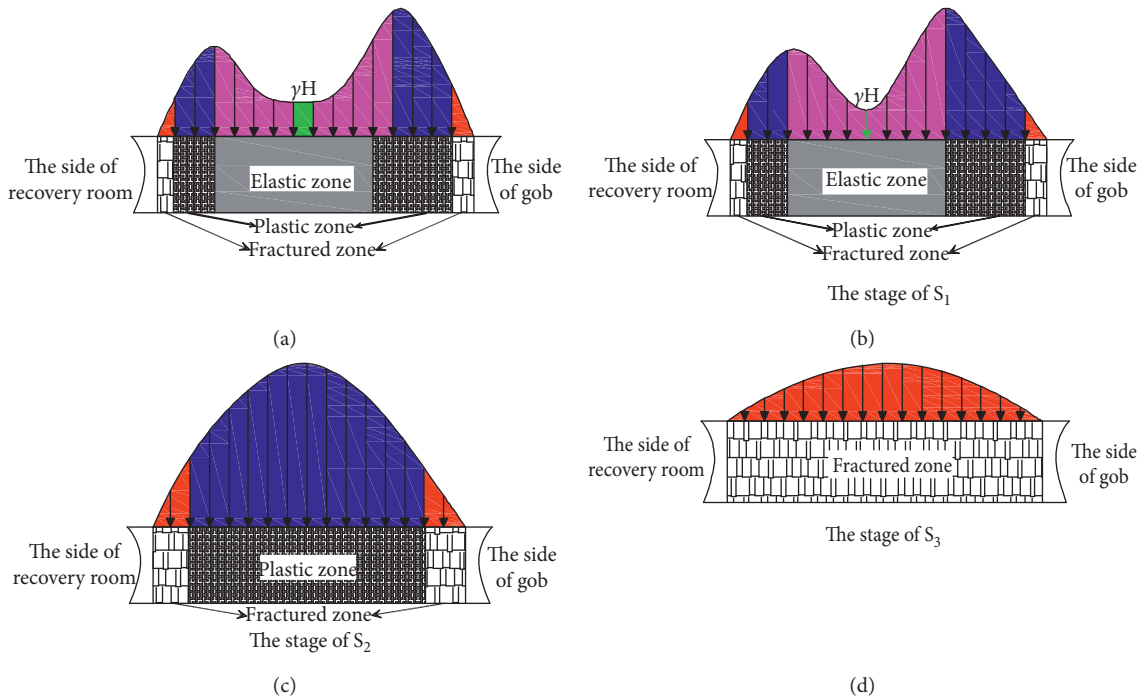 γH
The side of
recovery room
Elastic zone
The side
of gob
Plastic zone
Fractured zone
(a)
γH
The side of
recovery room
Elastic zone
The side
of gob
Plastic zone
Fractured zone
The stage of S1
(b)
The side of
recovery room
Plastic zone
The side
of gob
Fractured zone
The stage of S2
(c)
The side of
recovery room
Fractured zone
The side
of gob
The stage of S3
(d)